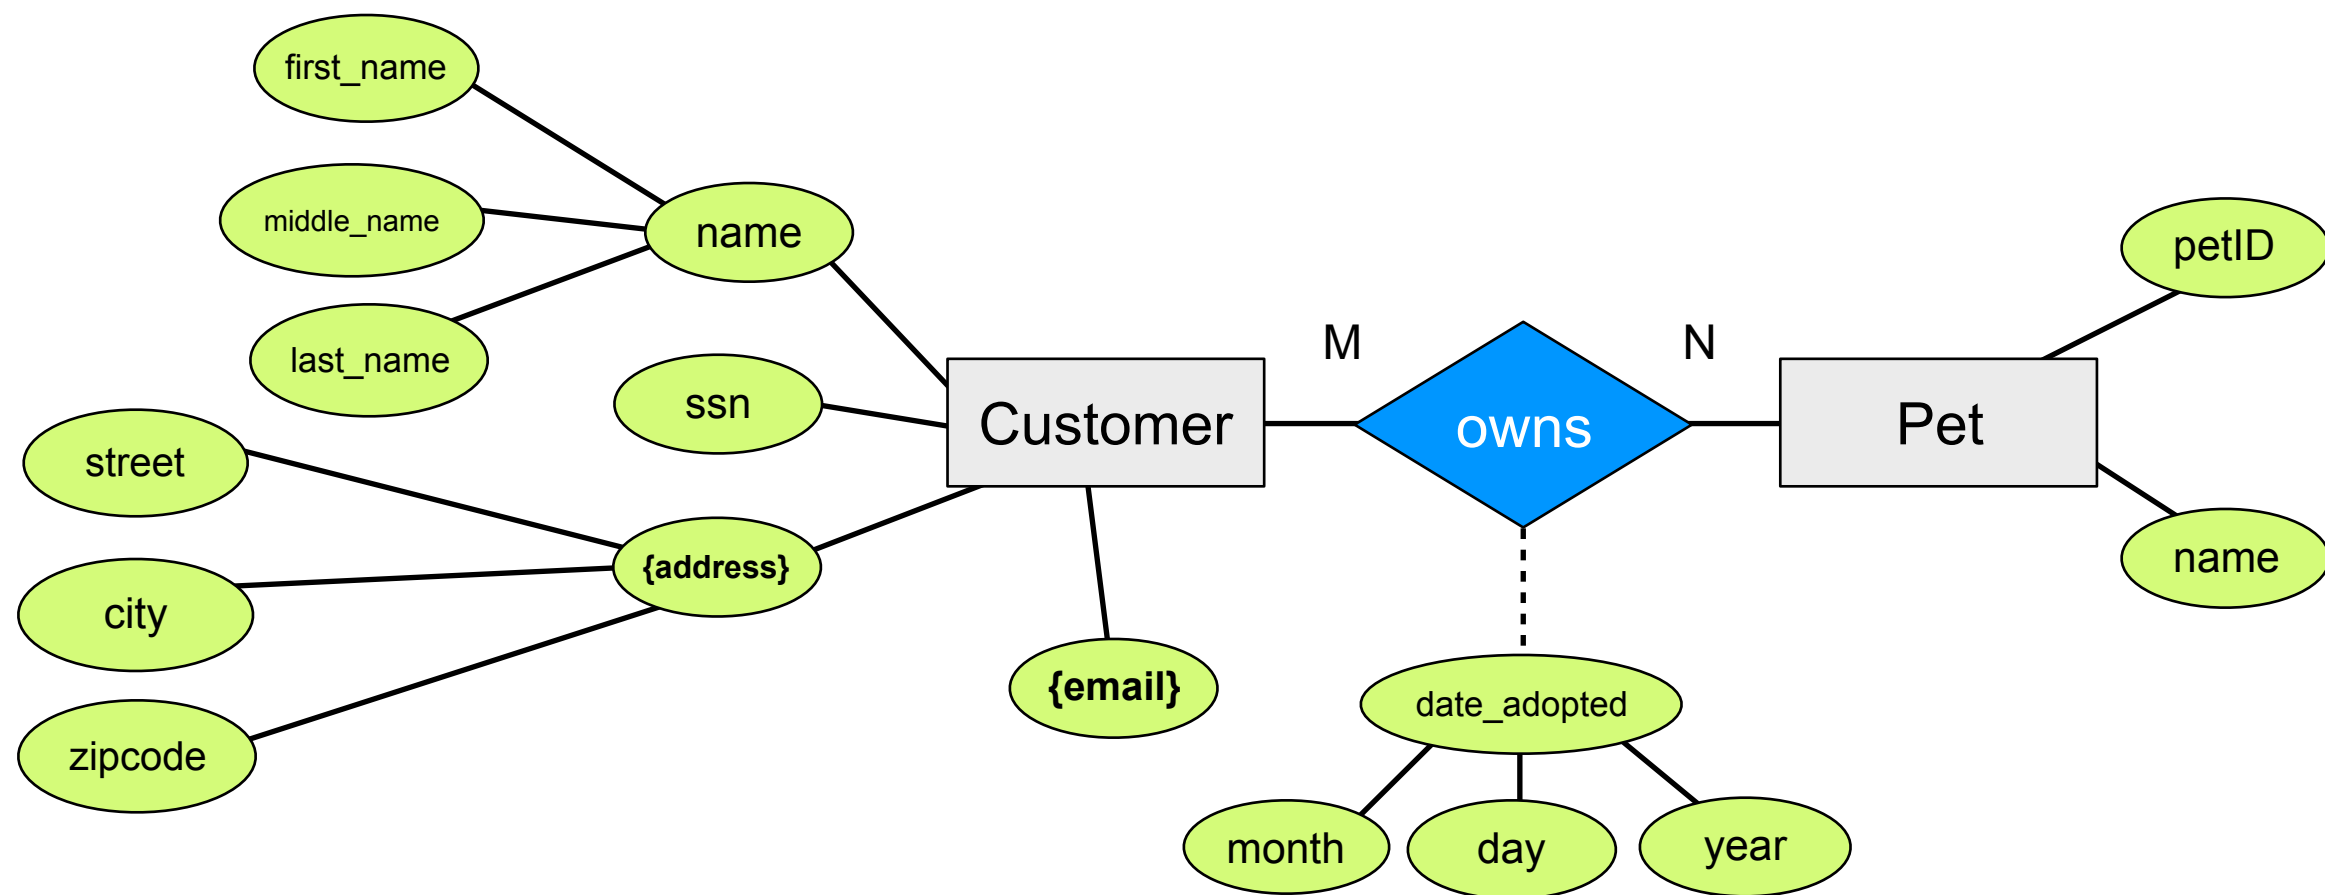 first_name
middle_name
name
last_name
ssn
street
city
{address}
zipcode
Customer
{email}
M
owns
N
date_adopted
month
day
year
Pet
petID
name